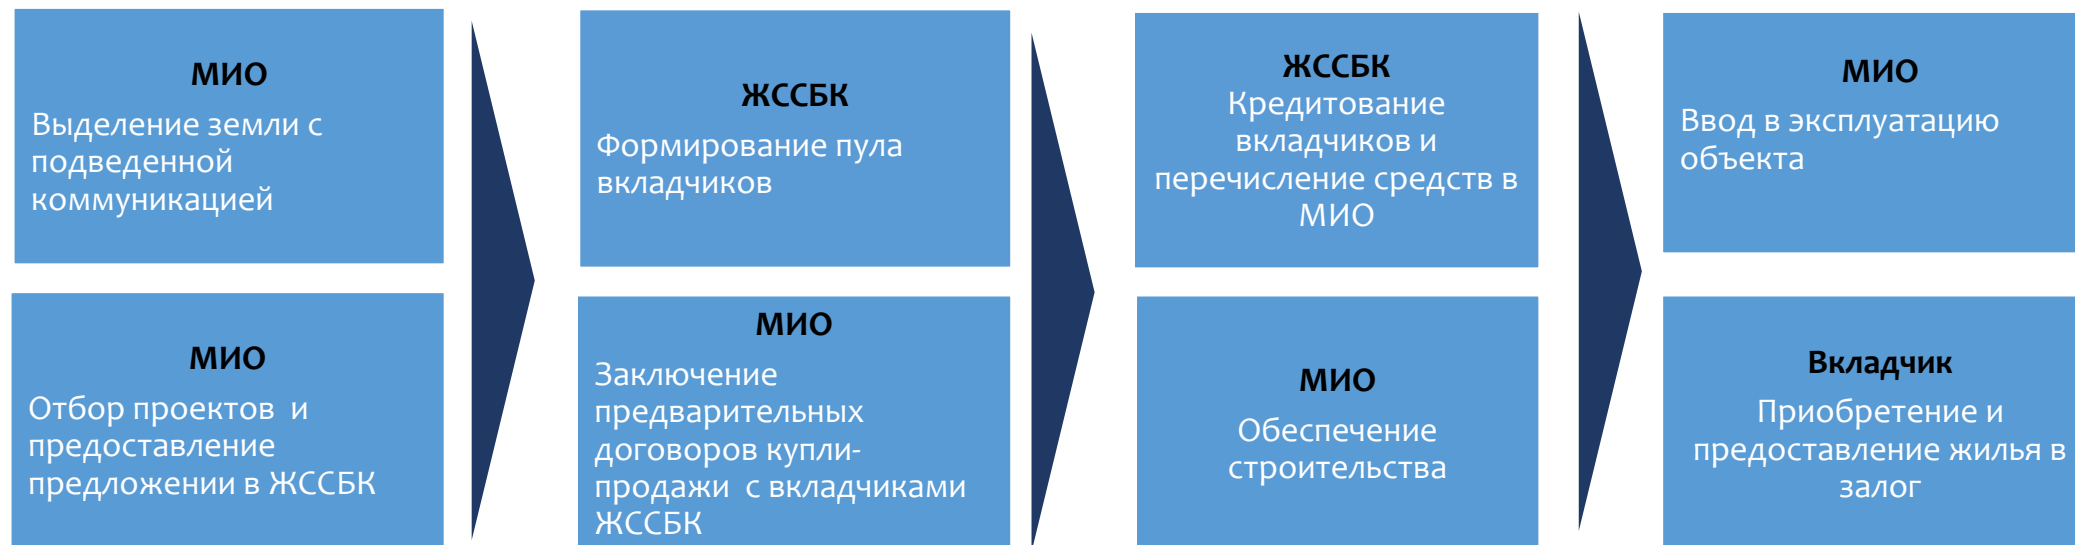 МИО
Выделение земли с
подведенной
коммуникацией
МИО
Отбор проектов и
предоставление
предложении в ЖССБК
ЖССБК
Формирование пула
вкладчиков
МИО
Заключение
предварительных
договоров купли-
продажи с вкладчиками
ЖССБК
ЖССБК
Кредитование
вкладчиков и
перечисление средств в
МИО
МИО
Обеспечение
строительства
МИО
Ввод в эксплуатацию
объекта
Вкладчик
Приобретение и
предоставление жилья в
залог